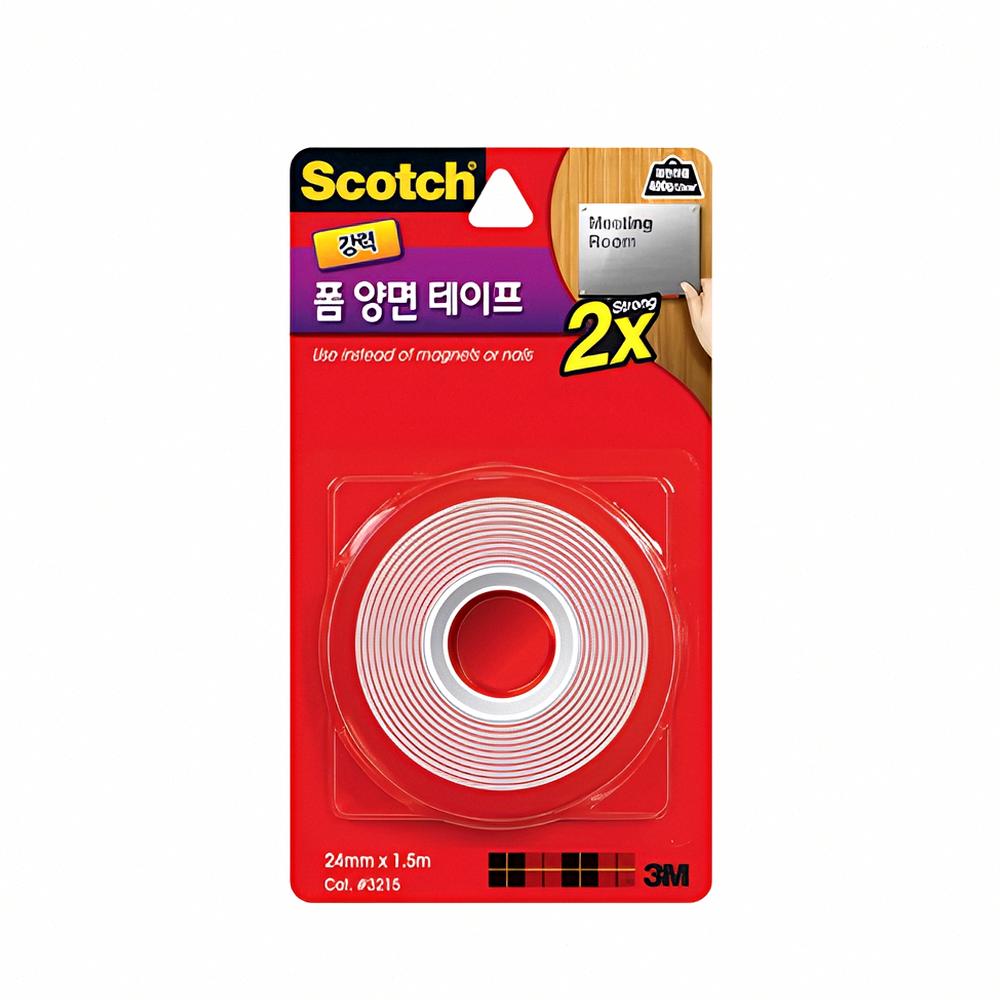 Scotch
강력
폼 양면 테이프
Use instead of magnets or nails
Meeting
Room
Strong
2x
24mm x 1.5m
Cat. #3215
3M